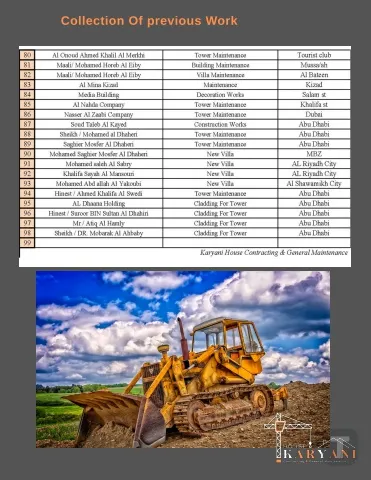 Collection Of previous Work
80 Al Onoud Ahmed Khalil Al Merkhi Tower Maintenance Tourist club
81 Maali/ Mohamed Horeb Al Eiby Building Maintenance Mussafah
82 Maali/ Mohamed Horeb Al Eiby Villa Maintenance Al Bateen
83 Al Mina Kizad Maintenance Kizad
84 Media Building Decoration Works Salam st
85 Al Nahda Company Tower Maintenance Khalifa st
86 Nasser Al Zaabi Company Tower Maintenance Dubai
87 Soud Taleb Al Kayed Construction Works Abu Dhabi
88 Sheikh / Mohamed al Dhaheri Tower Maintenance Abu Dhabi
89 Saghier Mosfer Al Dhaheri Tower Maintenance Abu Dhabi
90 Mohamed Saghier Mosfer Al Dhaheri New Villa MBZ
91 Mohamed saleh Al Sabry New Villa AL Riyadh City
92 Khalifa Sayah Al Mansouri New Villa AL Riyadh City
93 Mohamed Abd allah Al Yakoubi New Villa Al Shawamkh City
94 Hinest / Ahmed Khalifa Al Swedi Tower Maintenance Abu Dhabi
95 AL Dhama Holding Cladding For Tower Abu Dhabi
96 Hinest / Suroor BIN Sultan Al Dhahiri Cladding For Tower Abu Dhabi
97 Mr / Atiq Al Hamly Cladding For Tower Abu Dhabi
98 Sheikh / DR. Mobarak Al Ahbaby Cladding For Tower Abu Dhabi
99
Karyani House Contracting & General Maintenance
HOUSE
KARYANI